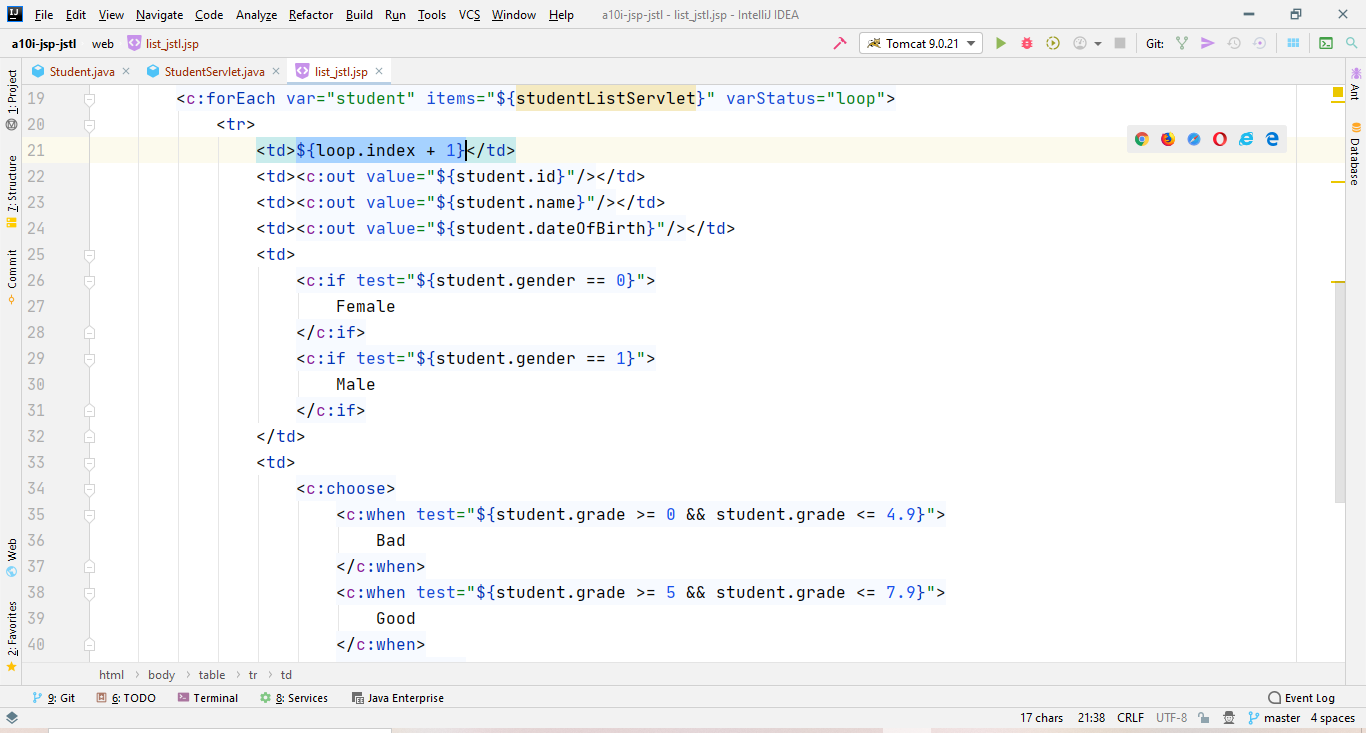 File Edit View Navigate Code Analyze Refactor Build Run Tools VCS Window Help a10i-jsp-jstl - list_jstl.jsp - IntelliJ IDEA
a10i-jsp-jstl web list_jstl.jsp Tomcat 9.0.21 Git:
Student.java StudentServlet.java list_jstl.jsp
1: Project
7: Structure
Commit
Web
2: Favorites
19 <c:forEach var="student" items="${studentListServlet}" varStatus="loop">
20 <tr>
21 <td>${loop.index + 1}</td>
22 <td><c:out value="${student.id}"/></td>
23 <td><c:out value="${student.name}"/></td>
24 <td><c:out value="${student.dateOfBirth}"/></td>
25 <td>
26 <c:if test="${student.gender == 0}">
27 Female
28 </c:if>
29 <c:if test="${student.gender == 1}">
30 Male
31 </c:if>
32 </td>
33 <td>
34 <c:choose>
35 <c:when test="${student.grade >= 0 && student.grade <= 4.9}">
36 Bad
37 </c:when>
38 <c:when test="${student.grade >= 5 && student.grade <= 7.9}">
39 Good
40 </c:when>
Ant
Database
html body table tr td
9: Git 6: TODO Terminal 8: Services Java Enterprise Event Log
17 chars 21:38 CRLF UTF-8 master 4 spaces